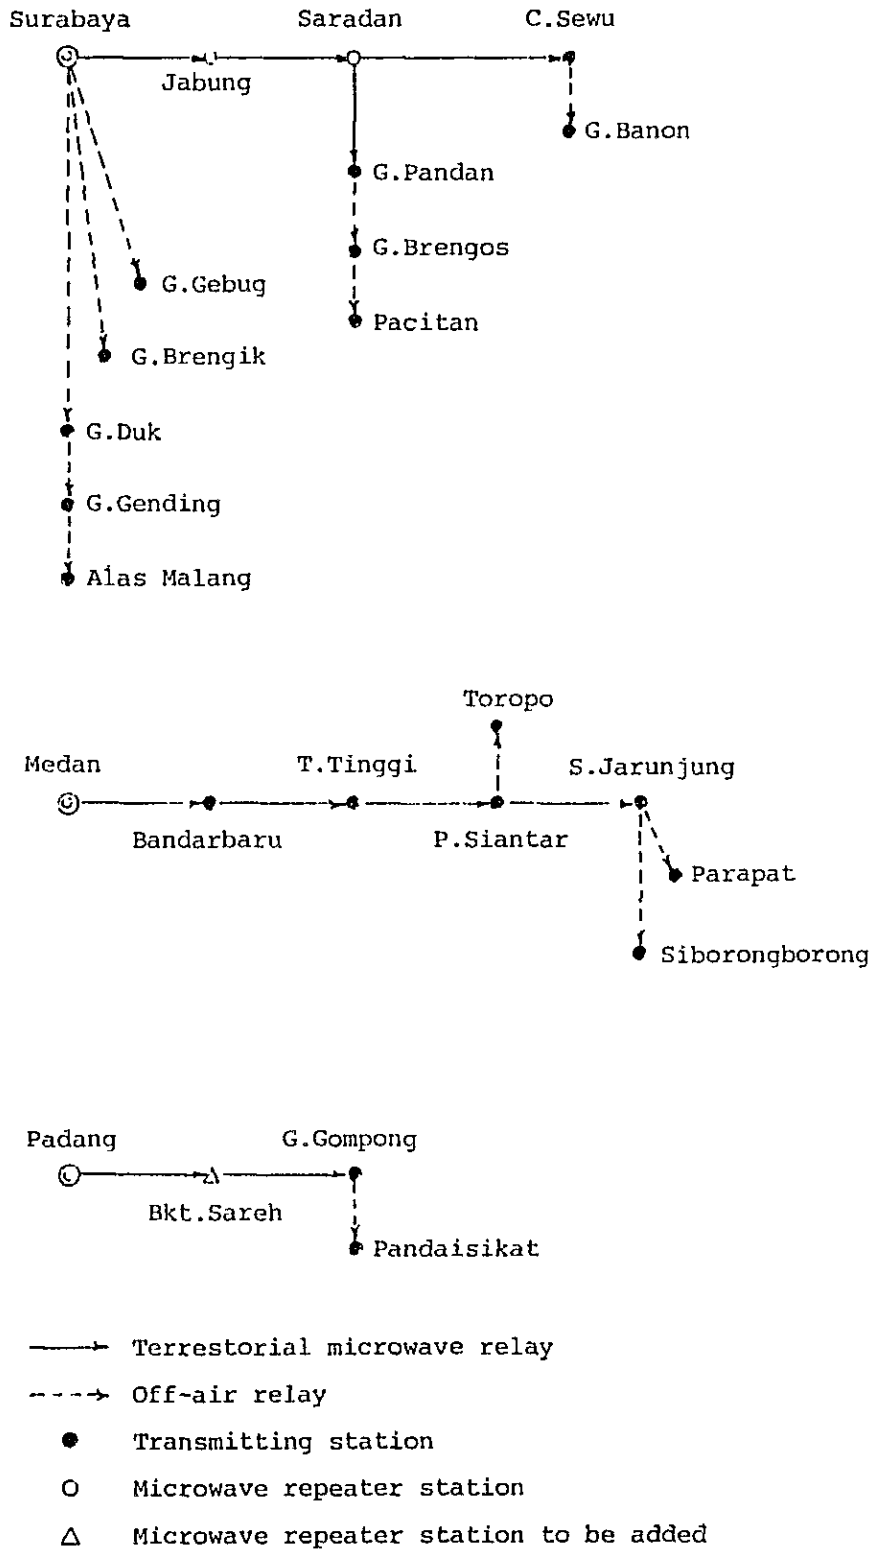 Surabaya
Saradan
C.Sewu
Jabung
G.Banon
G.Pandan
G.Brengos
G.Gebug
Pacitan
G.Brengik
G.Duk
G.Gending
Alas Malang
Toropo
Medan
T.Tinggi
S.Jarunjung
Bandarbaru
P.Siantar
Parapat
Siborongborong
Padang
G.Gompong
Bkt.Sareh
Pandaisikat
Terrestorial microwave relay
Off-air relay
Transmitting station
Microwave repeater station
Microwave repeater station to be added